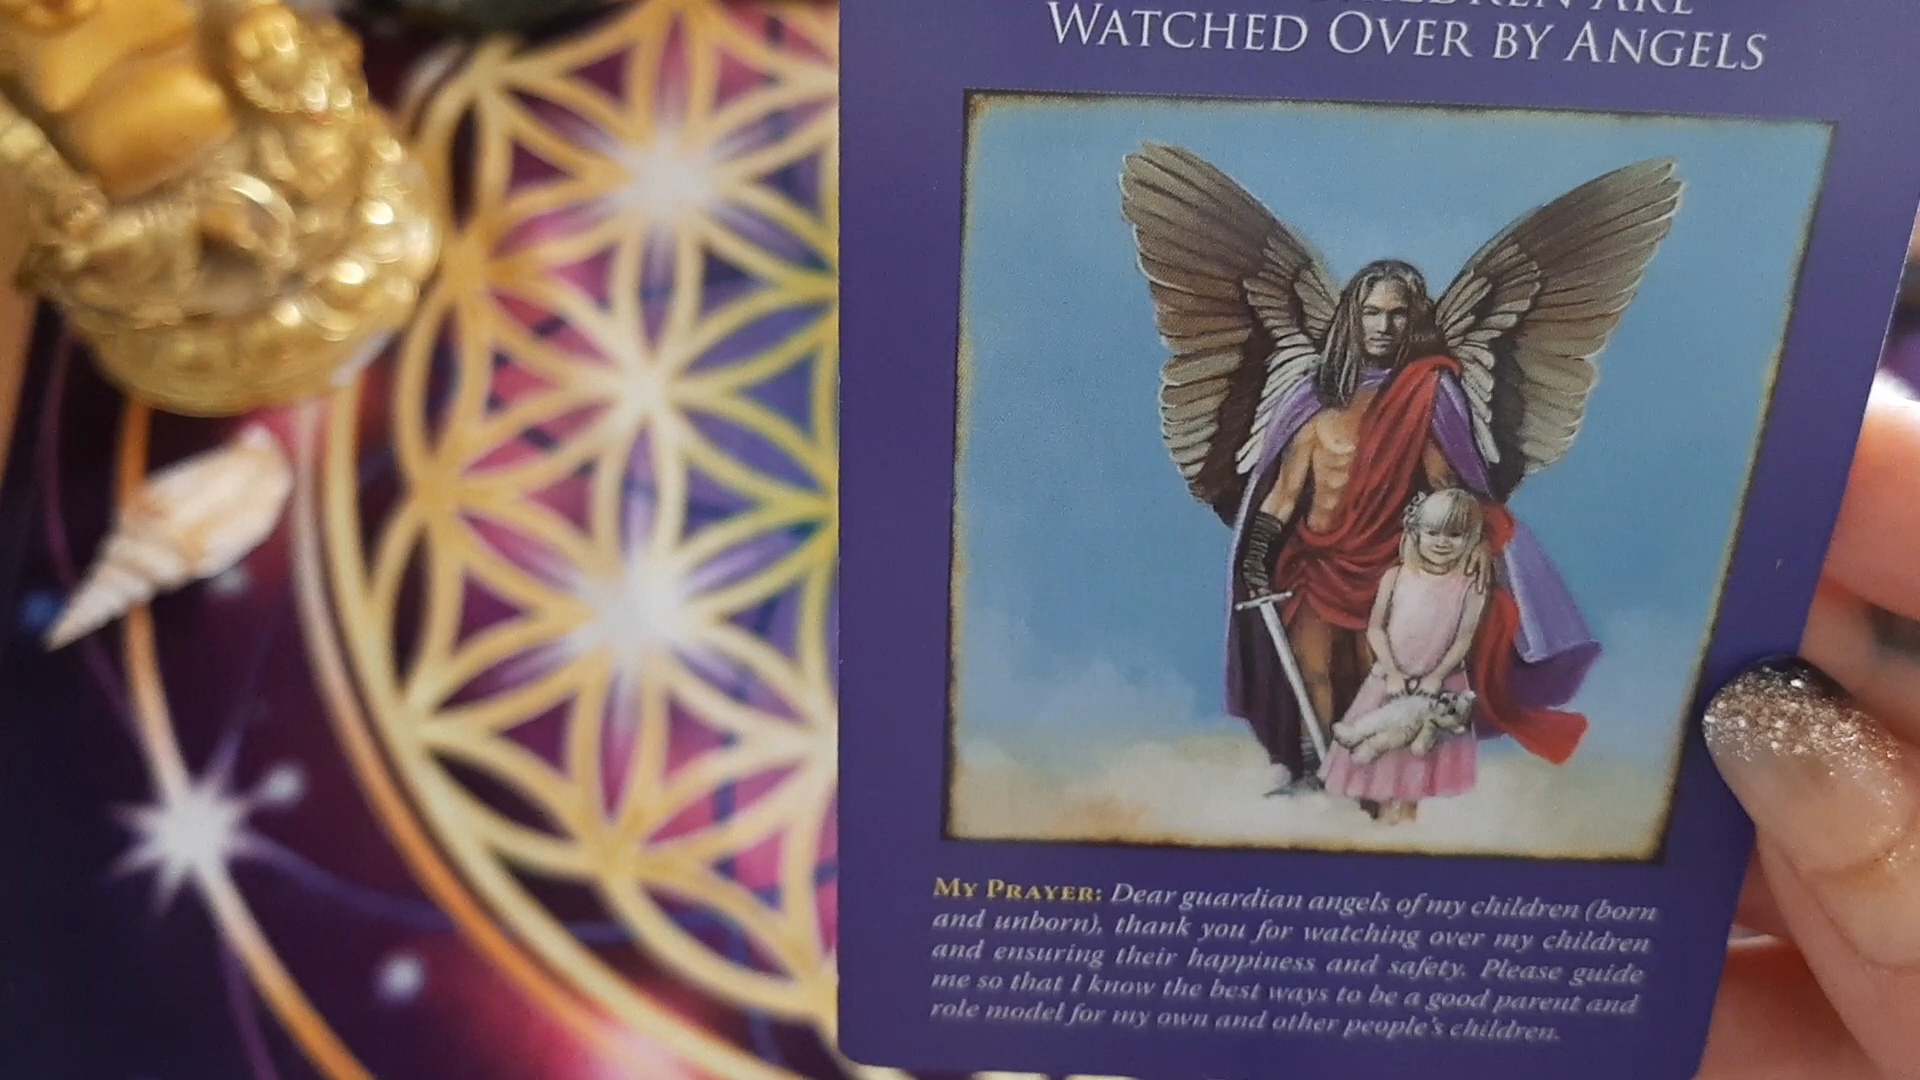 CHILDREN ARE
WATCHED OVER BY ANGELS
MY PRAYER: Dear guardian angels of my children (born
and unborn), thank you for watching over my children
and ensuring their happiness and safety. Please guide
me so that I know the best ways to be a good parent and
role model for my own and other people's children.